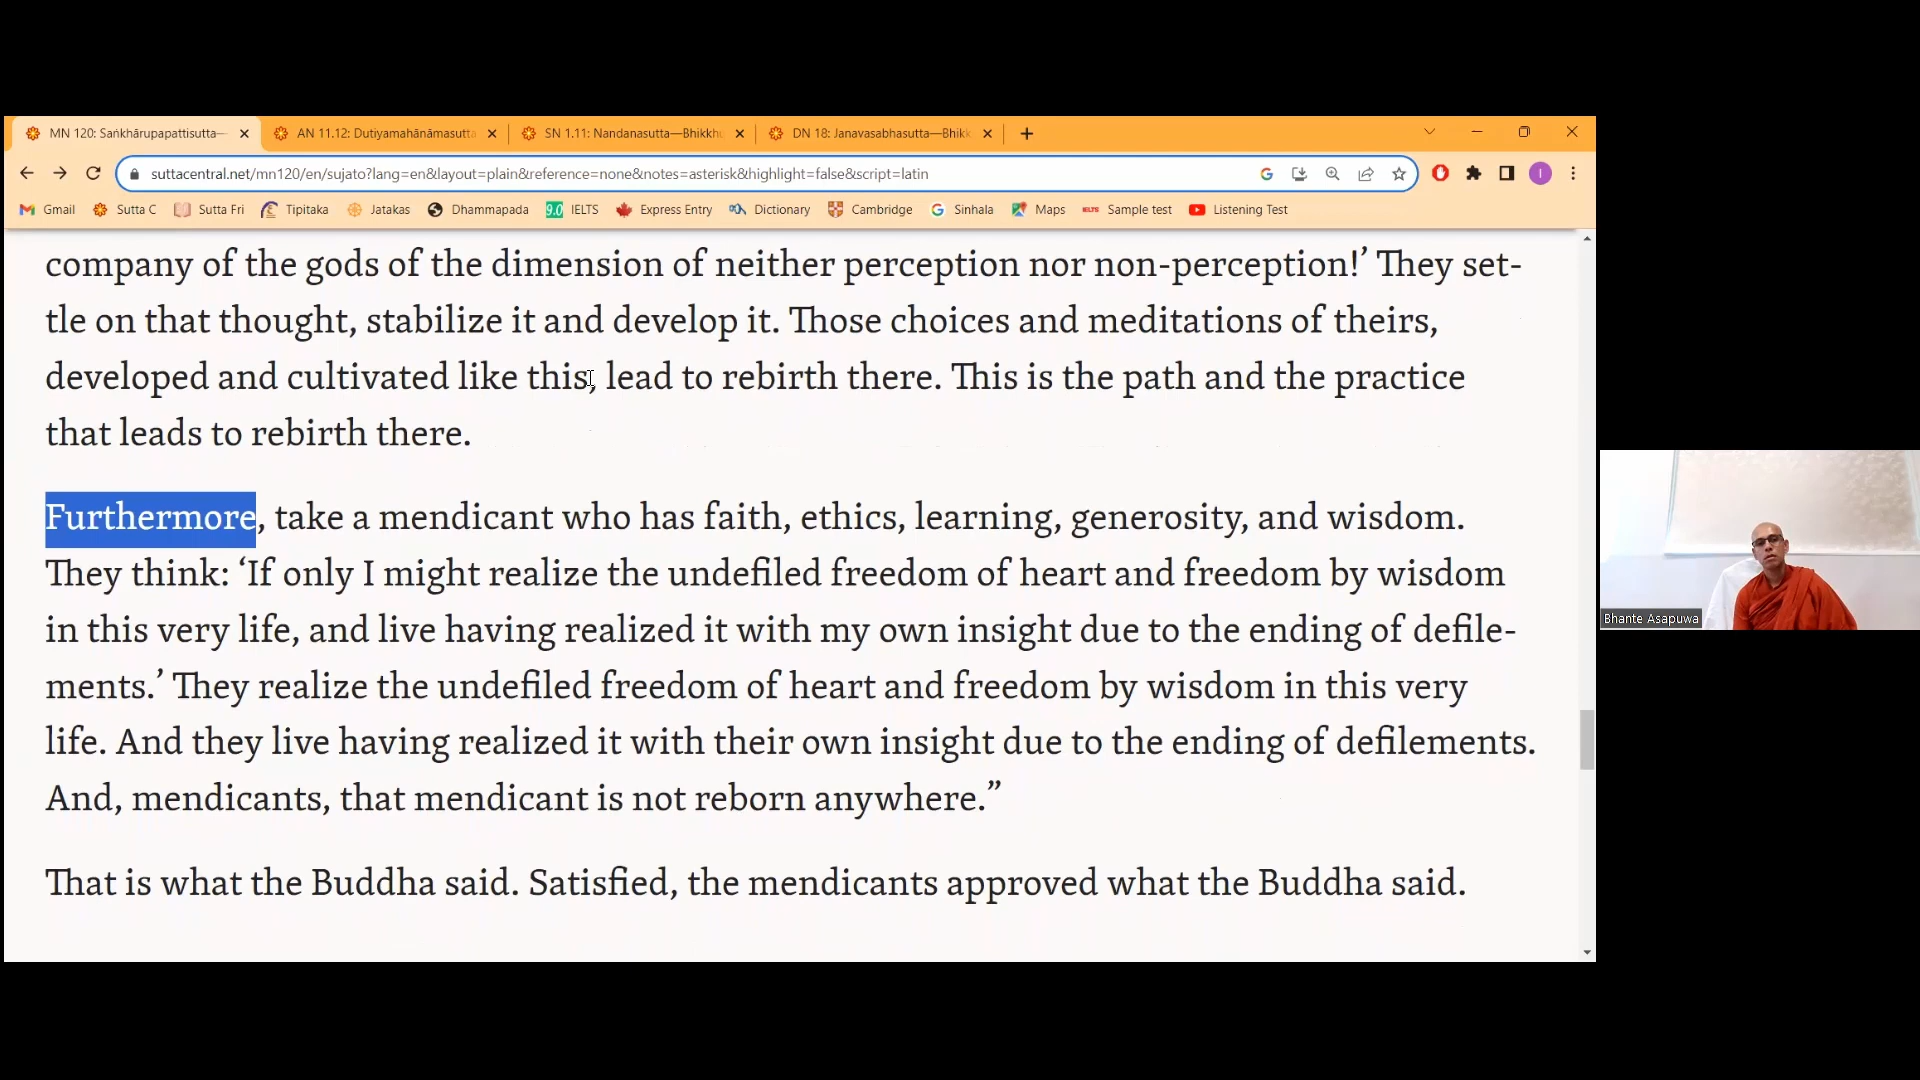 MN 120: Saṅkhārupapattisutta— AN 11.12: Dutiyamahānāmasutta SN 1.11: Nandanasutta—Bhikkhu DN 18: Janavasabhasutta—Bhikk
suttacentral.net/mn120/en/sujato?lang=en&layout=plain&reference=none&notes=asterisk&highlight=false&script=latin
Gmail Sutta C Sutta Fri Tipitaka Jatakas Dhammapada 9.0 IELTS Express Entry Dictionary Cambridge Sinhala Maps IELTS Sample test Listening Test
company of the gods of the dimension of neither perception nor non-perception!’ They set-
tle on that thought, stabilize it and develop it. Those choices and meditations of theirs,
developed and cultivated like this, lead to rebirth there. This is the path and the practice
that leads to rebirth there.
Furthermore, take a mendicant who has faith, ethics, learning, generosity, and wisdom.
They think: ‘If only I might realize the undefiled freedom of heart and freedom by wisdom
in this very life, and live having realized it with my own insight due to the ending of defile-
ments.’ They realize the undefiled freedom of heart and freedom by wisdom in this very
life. And they live having realized it with their own insight due to the ending of defilements.
And, mendicants, that mendicant is not reborn anywhere.”
That is what the Buddha said. Satisfied, the mendicants approved what the Buddha said.
Bhante Asapuwa